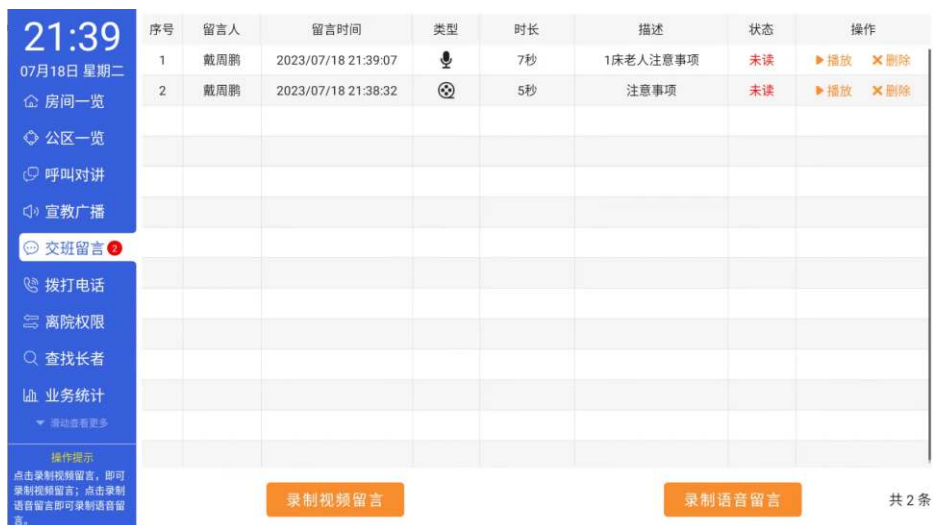 21:39
07月18日 星期二
房间一览
公区一览
呼叫对讲
宣教广播
交班留言 2
拨打电话
离院权限
查找长者
业务统计
滑动查看更多
操作提示
点击录制视频留言，即可
录制视频留言；点击录制
语音留言即可录制语音留
言。
序号 留言人 留言时间 类型 时长 描述 状态 操作
1 戴周鹏 2023/07/18 21:39:07 7秒 1床老人注意事项 未读 播放 删除
2 戴周鹏 2023/07/18 21:38:32 5秒 注意事项 未读 播放 删除
录制视频留言 录制语音留言 共 2 条